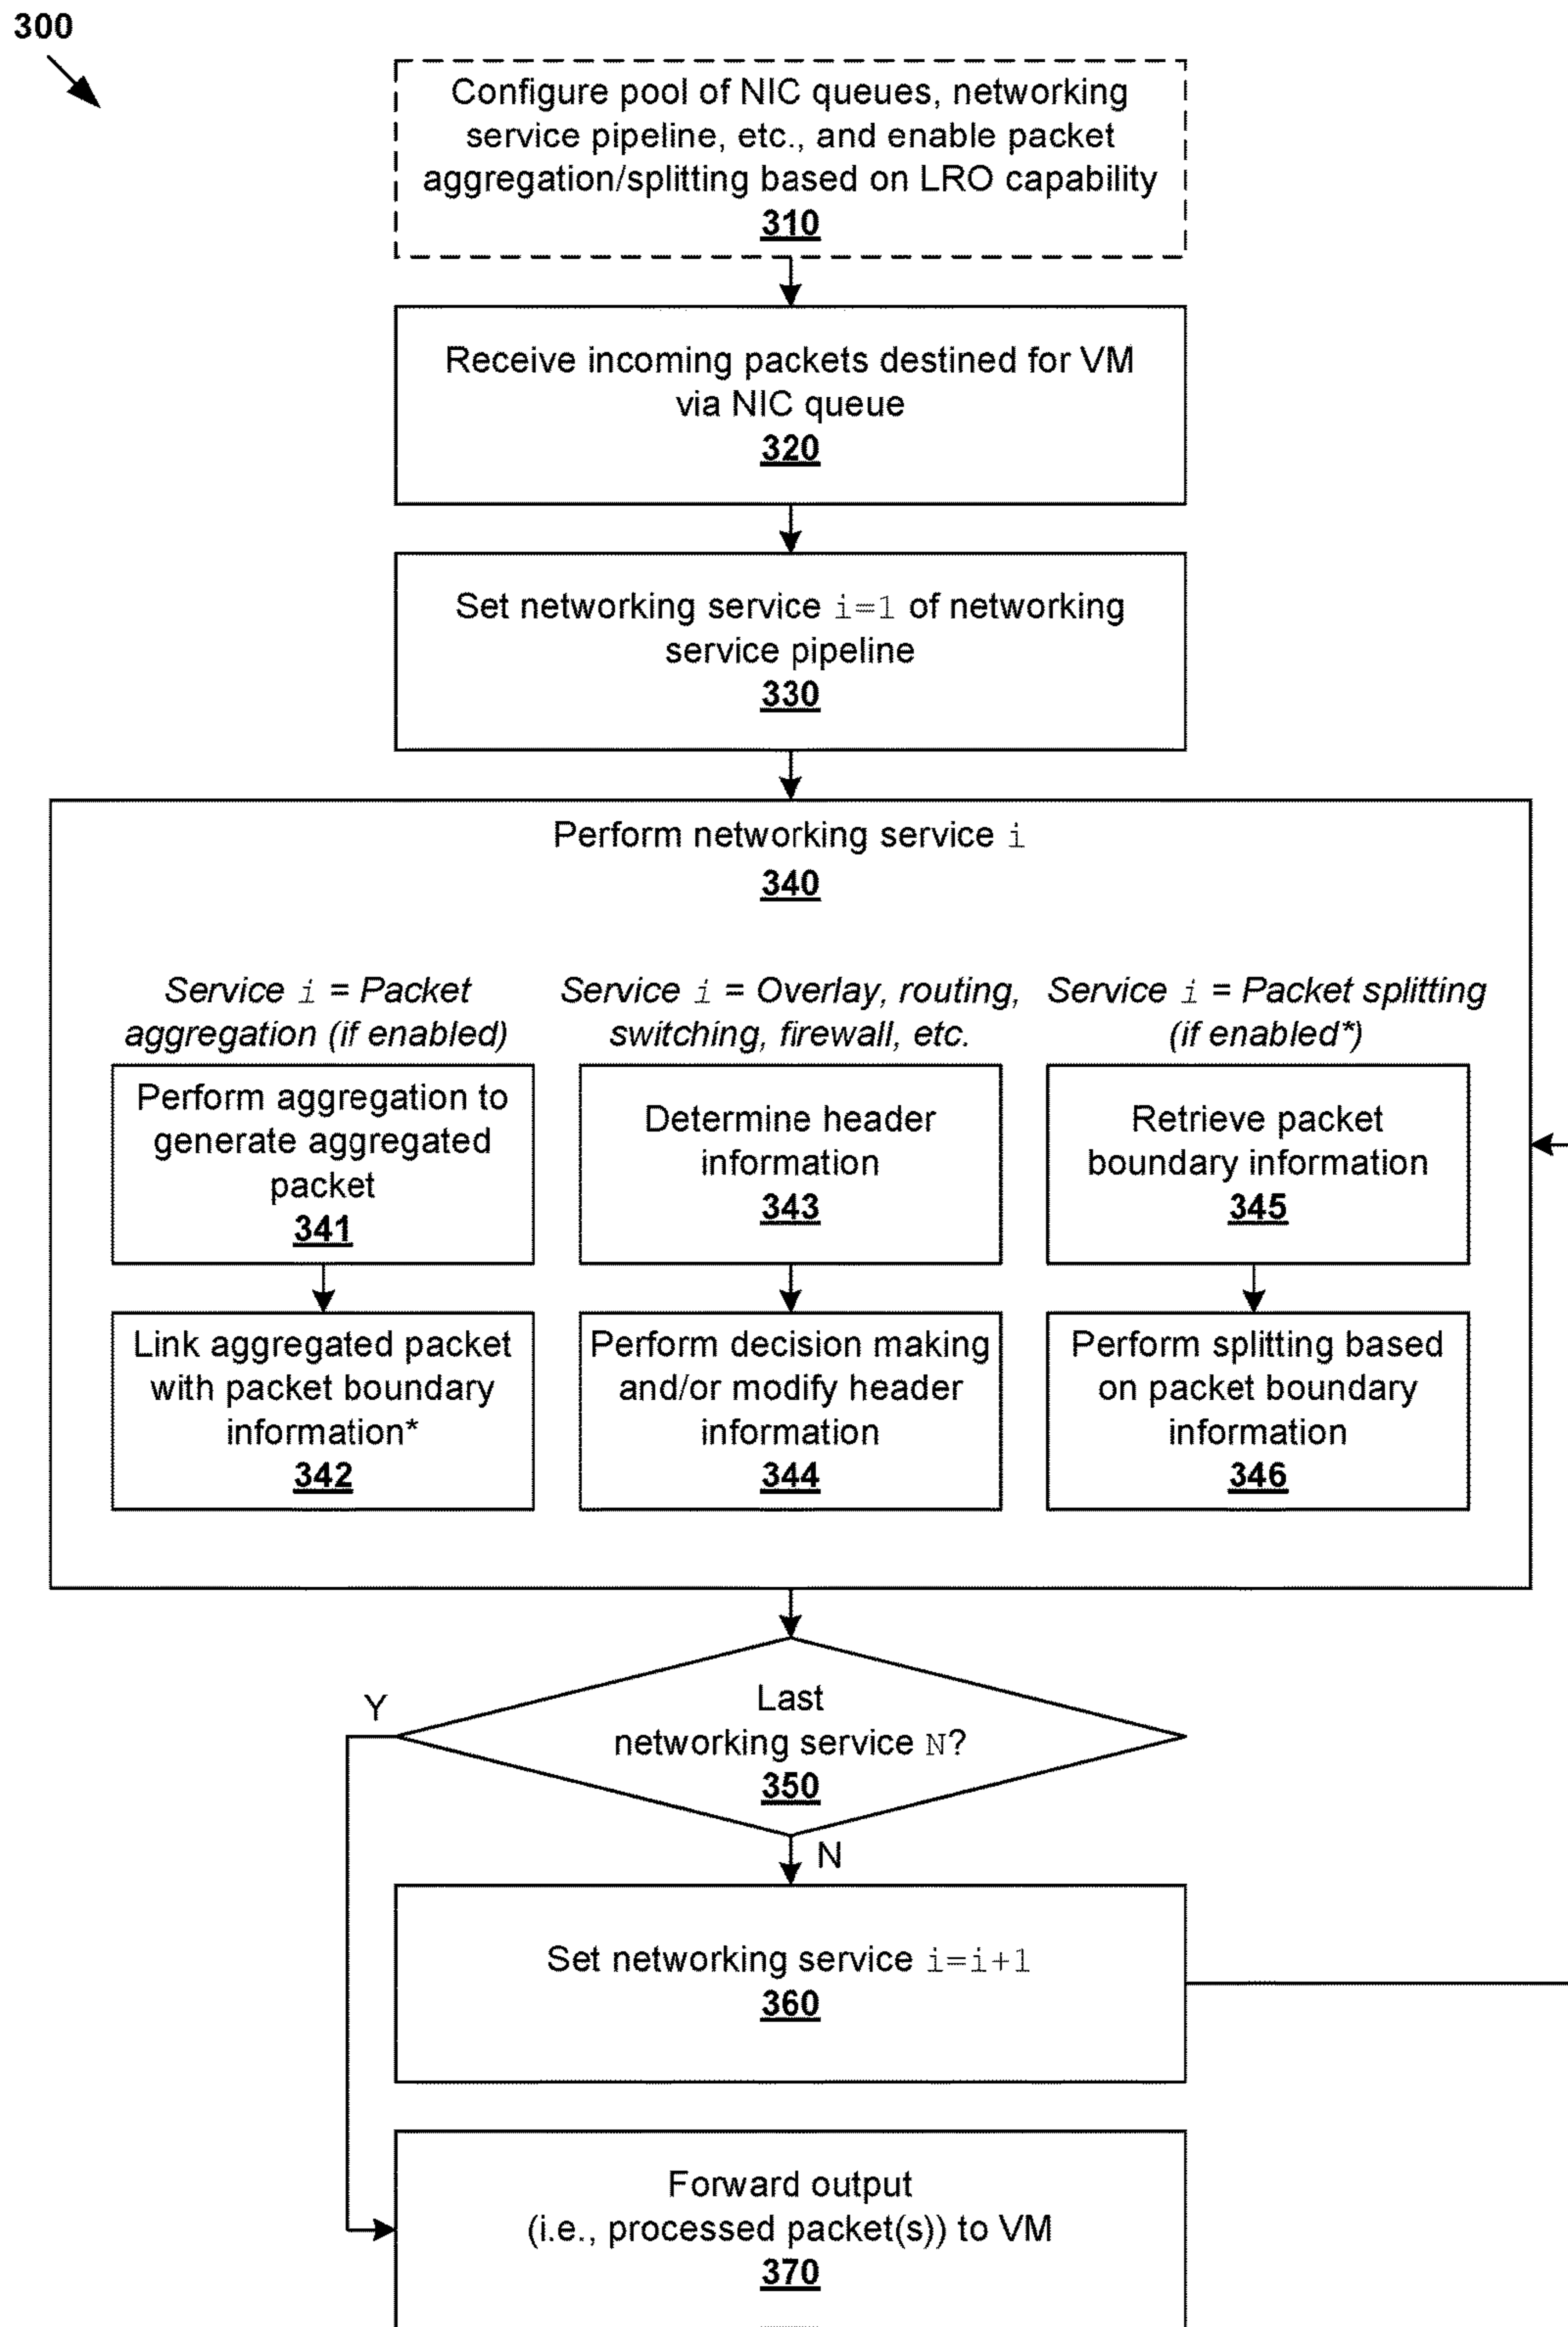 300
Configure pool of NIC queues, networking
service pipeline, etc., and enable packet
aggregation/splitting based on LRO capability
310
Receive incoming packets destined for VM
via NIC queue
320
Set networking service i=1 of networking
service pipeline
330
Perform networking service i
340
Service i = Packet
aggregation (if enabled)
Perform aggregation to
generate aggregated
packet
341
Link aggregated packet
with packet boundary
information*
342
Service i = Overlay, routing,
switching, firewall, etc.
Determine header
information
343
Perform decision making
and/or modify header
information
344
Service i = Packet splitting
(if enabled*)
Retrieve packet
boundary information
345
Perform splitting based
on packet boundary
information
346
Last
networking service N?
350
Y
N
Set networking service i=i+1
360
Forward output
(i.e., processed packet(s)) to VM
370